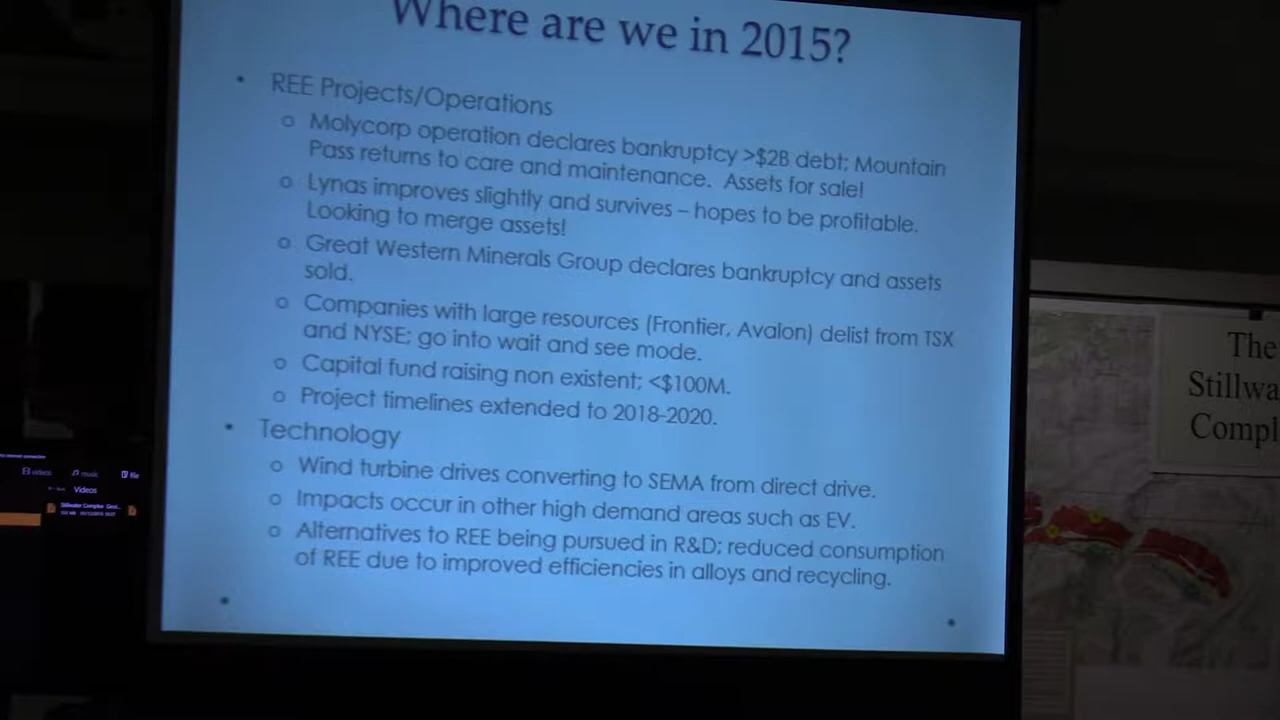 Where are we in 2015?
• REE Projects/Operations
o Molycorp operation declares bankruptcy >$2B debt; Mountain
Pass returns to care and maintenance. Assets for sale!
o Lynas improves slightly and survives – hopes to be profitable.
Looking to merge assets!
o Great Western Minerals Group declares bankruptcy and assets
sold.
o Companies with large resources (Frontier, Avalon) delist from TSX
and NYSE; go into wait and see mode.
o Capital fund raising non existent; <$100M.
o Project timelines extended to 2018-2020.
• Technology
o Wind turbine drives converting to SEMA from direct drive.
o Impacts occur in other high demand areas such as EV.
o Alternatives to REE being pursued in R&D; reduced consumption
of REE due to improved efficiencies in alloys and recycling.
The
Stillwa
Compl
videos music file
Videos
Stillwater Complex